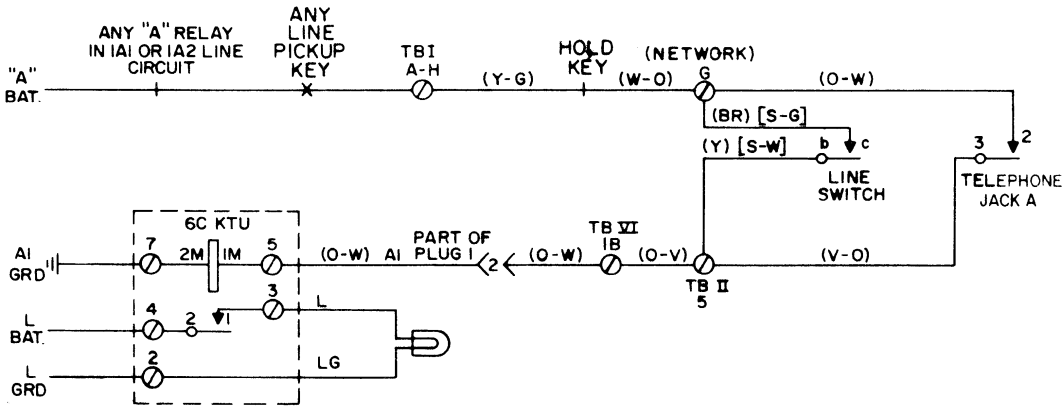 ANY "A" RELAY
IN 1A1 OR 1A2 LINE
CIRCUIT
ANY
LINE
PICKUP
KEY
TBI
A-H
HOLD
KEY
(NETWORK)
G
"A"
BAT.
(Y-G)
(W-O)
(O-W)
(BR) [S-G]
(Y) [S-W]
b
c
LINE
SWITCH
3
2
TELEPHONE
JACK A
6C KTU
A1
GRD
7
2M
1M
5
(O-W)
A1
PART OF
PLUG 1
2
(O-W)
TB VI
1B
(O-V)
TB II
5
(V-O)
3
L
L
BAT.
4
2
1
L
GRD
2
LG